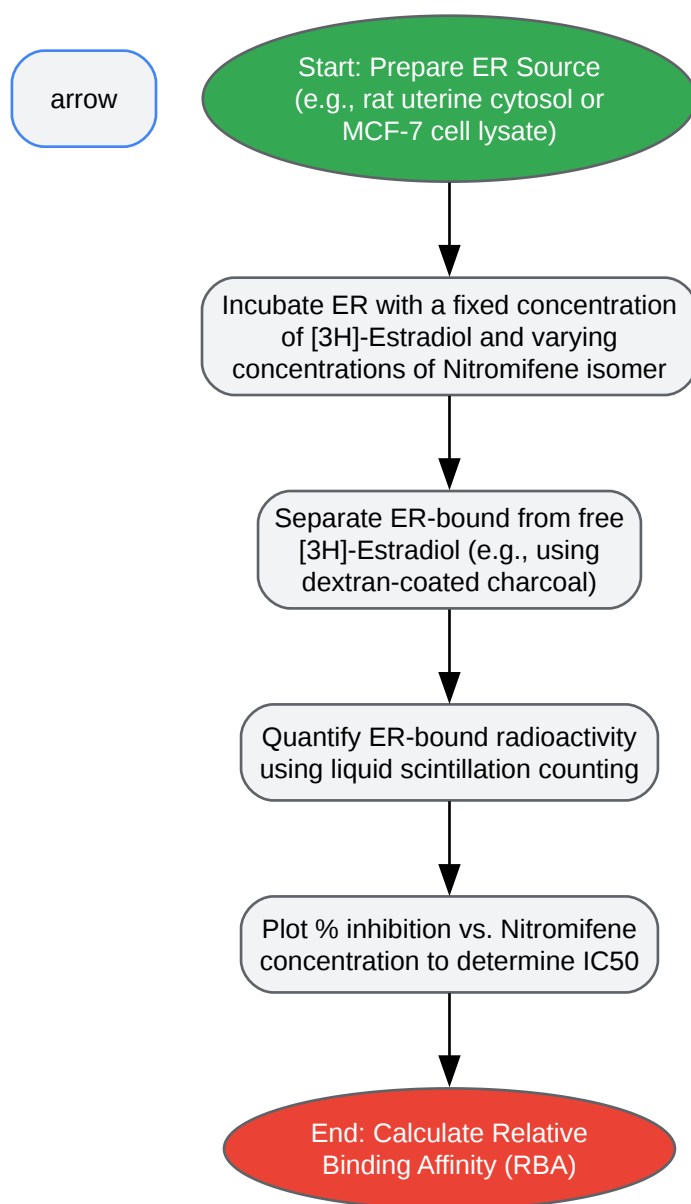 arrow
Start: Prepare ER Source
(e.g., rat uterine cytosol or
MCF-7 cell lysate)
Incubate ER with a fixed concentration
of [3H]-Estradiol and varying
concentrations of Nitromifene isomer
Separate ER-bound from free
[3H]-Estradiol (e.g., using
dextran-coated charcoal)
Quantify ER-bound radioactivity
using liquid scintillation counting
Plot % inhibition vs. Nitromifene
concentration to determine IC50
End: Calculate Relative
Binding Affinity (RBA)